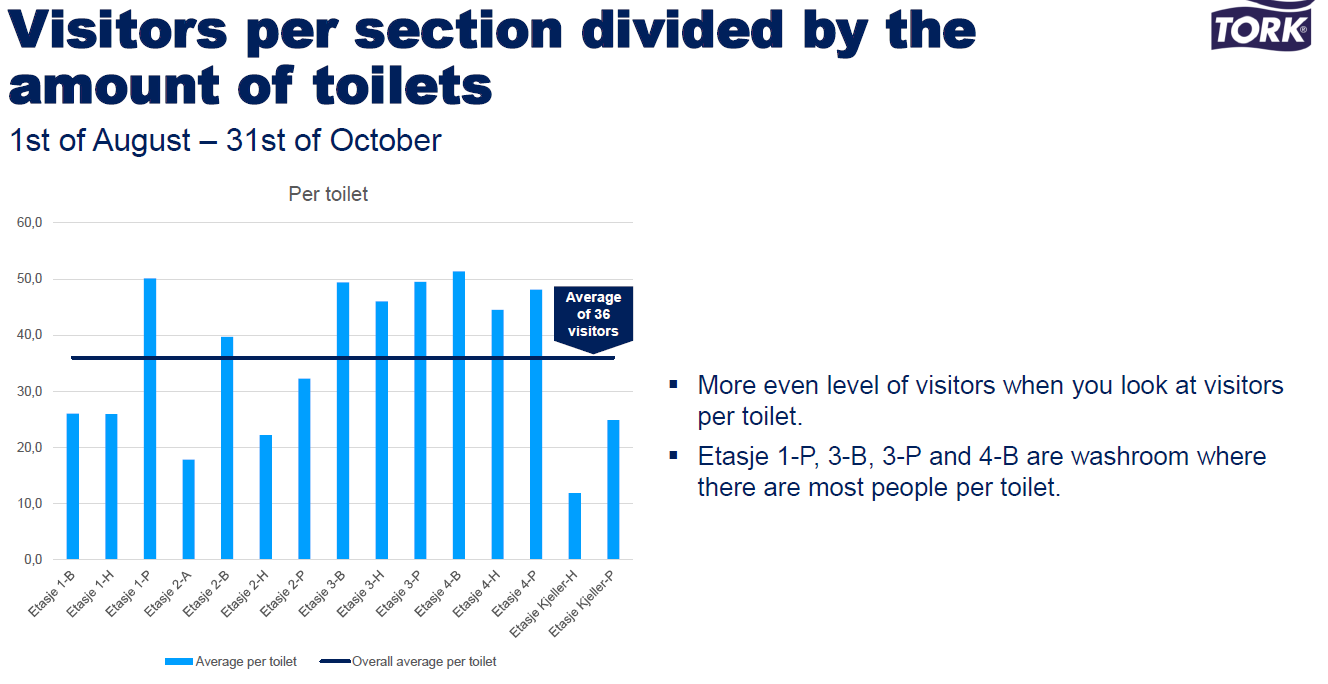 Visitors per section divided by the
amount of toilets
TORK®
1st of August – 31st of October
Per toilet
60,0
50,0
40,0
30,0
20,0
10,0
0,0
Average
of 36
visitors
Etasje 1-B
Etasje 1-H
Etasje 1-P
Etasje 2-A
Etasje 2-B
Etasje 2-H
Etasje 2-P
Etasje 3-B
Etasje 3-H
Etasje 3-P
Etasje 4-B
Etasje 4-H
Etasje 4-P
Etasje Kjeller-H
Etasje Kjeller-P
Average per toilet
Overall average per toilet
▪ More even level of visitors when you look at visitors
per toilet.
▪ Etasje 1-P, 3-B, 3-P and 4-B are washroom where
there are most people per toilet.